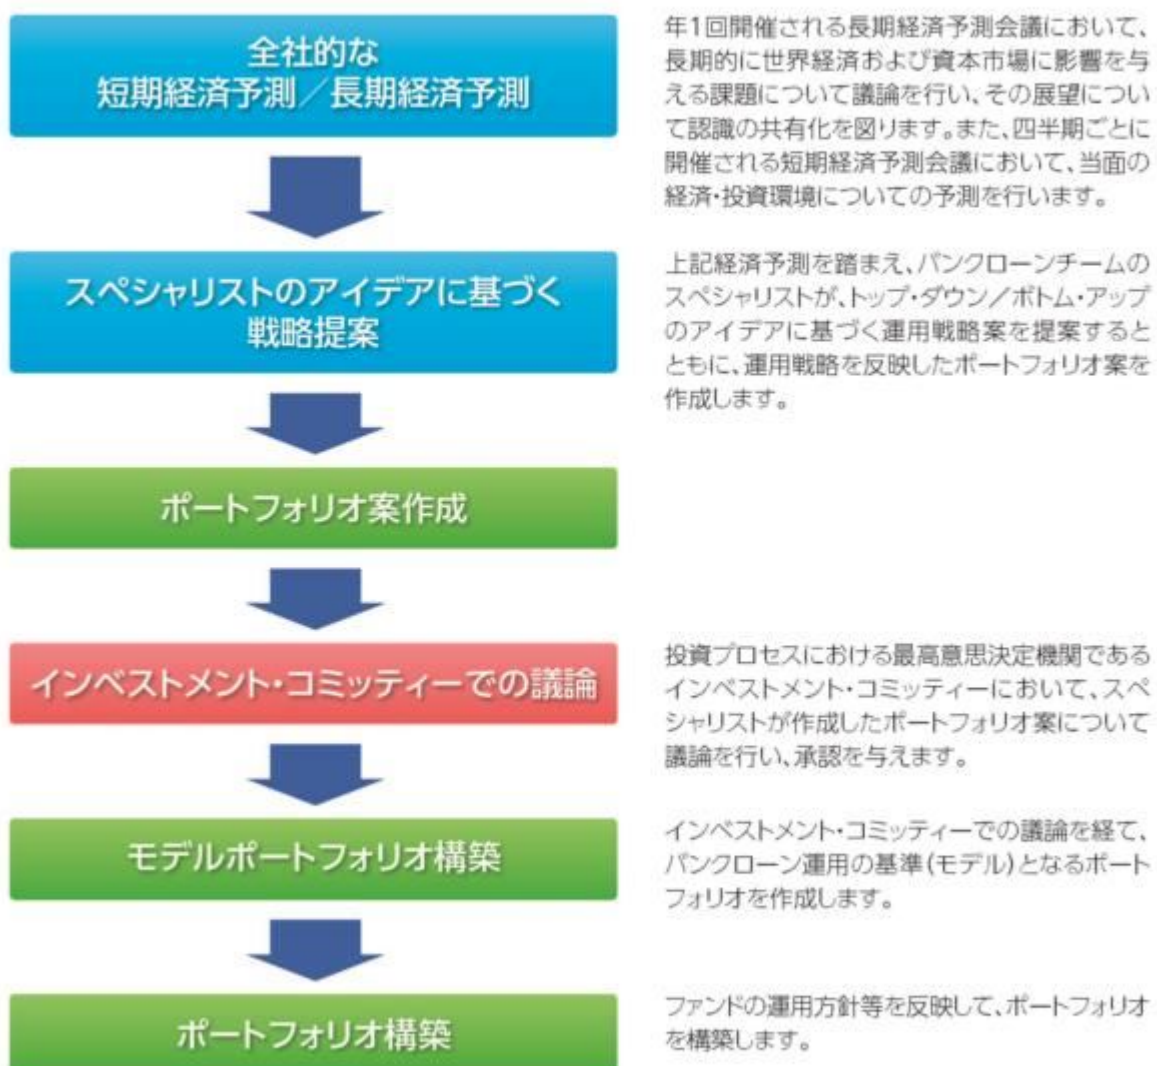 全社的な
短期経済予測／長期経済予測
年1回開催される長期経済予測会議において、
長期的に世界経済および資本市場に影響を与
える課題について議論を行い、その展望につい
て認識の共有化を図ります。また、四半期ごとに
開催される短期経済予測会議において、当面の
経済・投資環境についての予測を行います。
スペシャリストのアイデアに基づく
戦略提案
上記経済予測を踏まえ、バンクローンチームの
スペシャリストが、トップ・ダウン／ボトム・アップ
のアイデアに基づく運用戦略案を提案すると
ともに、運用戦略を反映したポートフォリオ案を
作成します。
ポートフォリオ案作成
インベストメント・コミッティーでの議論
投資プロセスにおける最高意思決定機関である
インベストメント・コミッティーにおいて、スペ
シャリストが作成したポートフォリオ案について
議論を行い、承認を与えます。
モデルポートフォリオ構築
インベストメント・コミッティーでの議論を経て、
バンクローン運用の基準(モデル)となるポート
フォリオを作成します。
ポートフォリオ構築
ファンドの運用方針等を反映して、ポートフォリオ
を構築します。